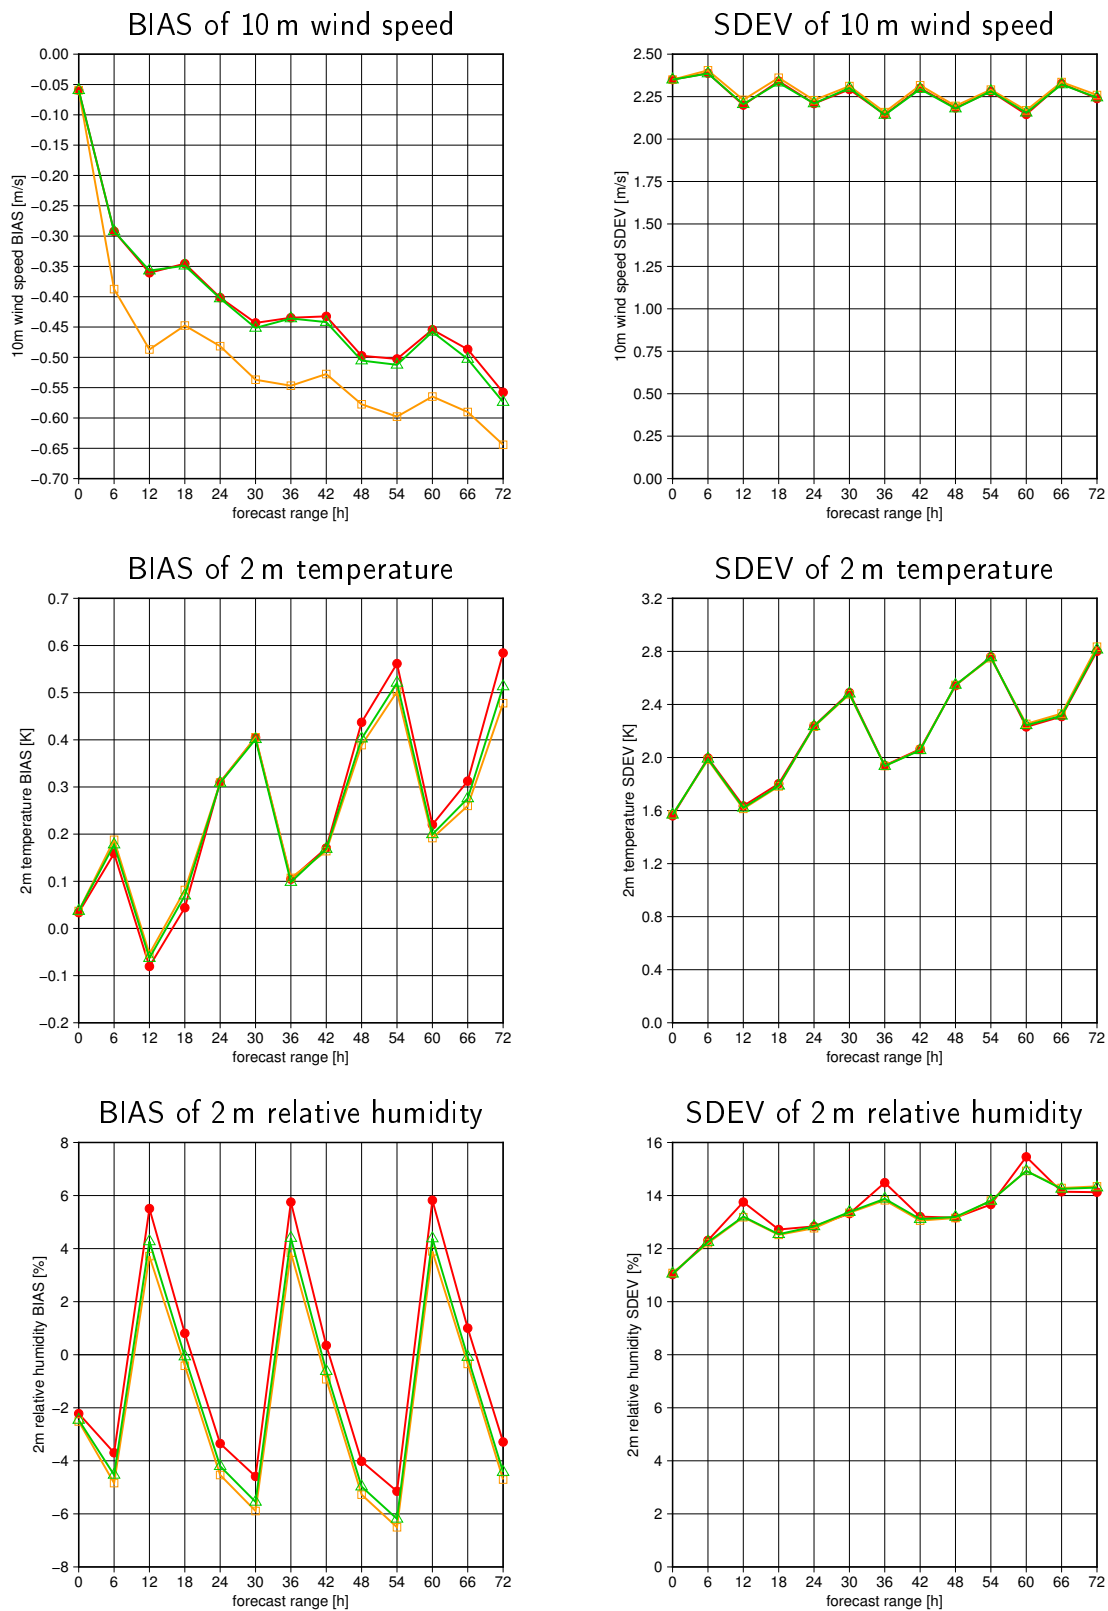 BIAS of 10 m wind speed
0.00
−0.05
−0.10
−0.15
−0.20
−0.25
−0.30
−0.35
−0.40
−0.45
−0.50
−0.55
−0.60
−0.65
−0.70
10m wind speed BIAS [m/s]
0 6 12 18 24 30 36 42 48 54 60 66 72
forecast range [h]
SDEV of 10 m wind speed
2.50
2.25
2.00
1.75
1.50
1.25
1.00
0.75
0.50
0.25
0.00
10m wind speed SDEV [m/s]
0 6 12 18 24 30 36 42 48 54 60 66 72
forecast range [h]
BIAS of 2 m temperature
0.7
0.6
0.5
0.4
0.3
0.2
0.1
0.0
−0.1
−0.2
2m temperature BIAS [K]
0 6 12 18 24 30 36 42 48 54 60 66 72
forecast range [h]
SDEV of 2 m temperature
3.2
2.8
2.4
2.0
1.6
1.2
0.8
0.4
0.0
2m temperature SDEV [K]
0 6 12 18 24 30 36 42 48 54 60 66 72
forecast range [h]
BIAS of 2 m relative humidity
8
6
4
2
0
−2
−4
−6
−8
2m relative humidity BIAS [%]
0 6 12 18 24 30 36 42 48 54 60 66 72
forecast range [h]
SDEV of 2 m relative humidity
16
14
12
10
8
6
4
2
0
2m relative humidity SDEV [%]
0 6 12 18 24 30 36 42 48 54 60 66 72
forecast range [h]